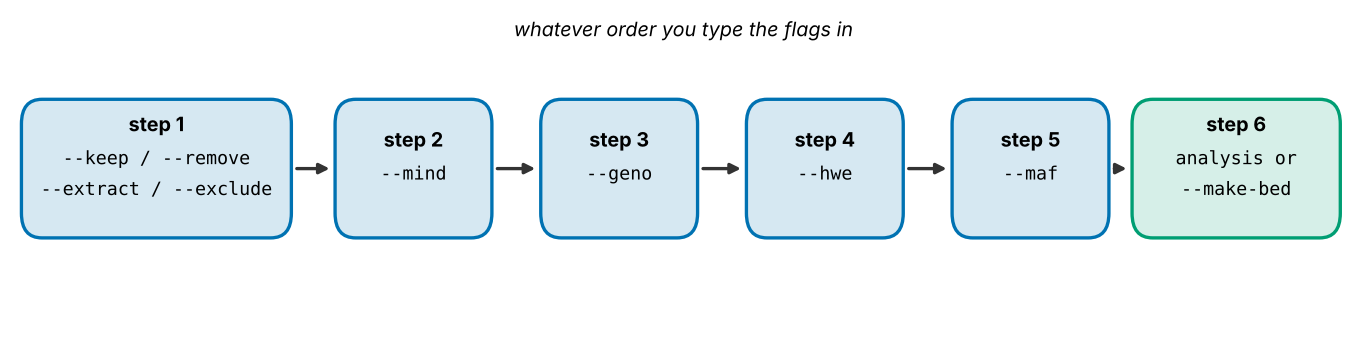 whatever order you type the flags in
step 1
--keep / --remove
--extract / --exclude
step 2
--mind
step 3
--geno
step 4
--hwe
step 5
--maf
step 6
analysis or
--make-bed